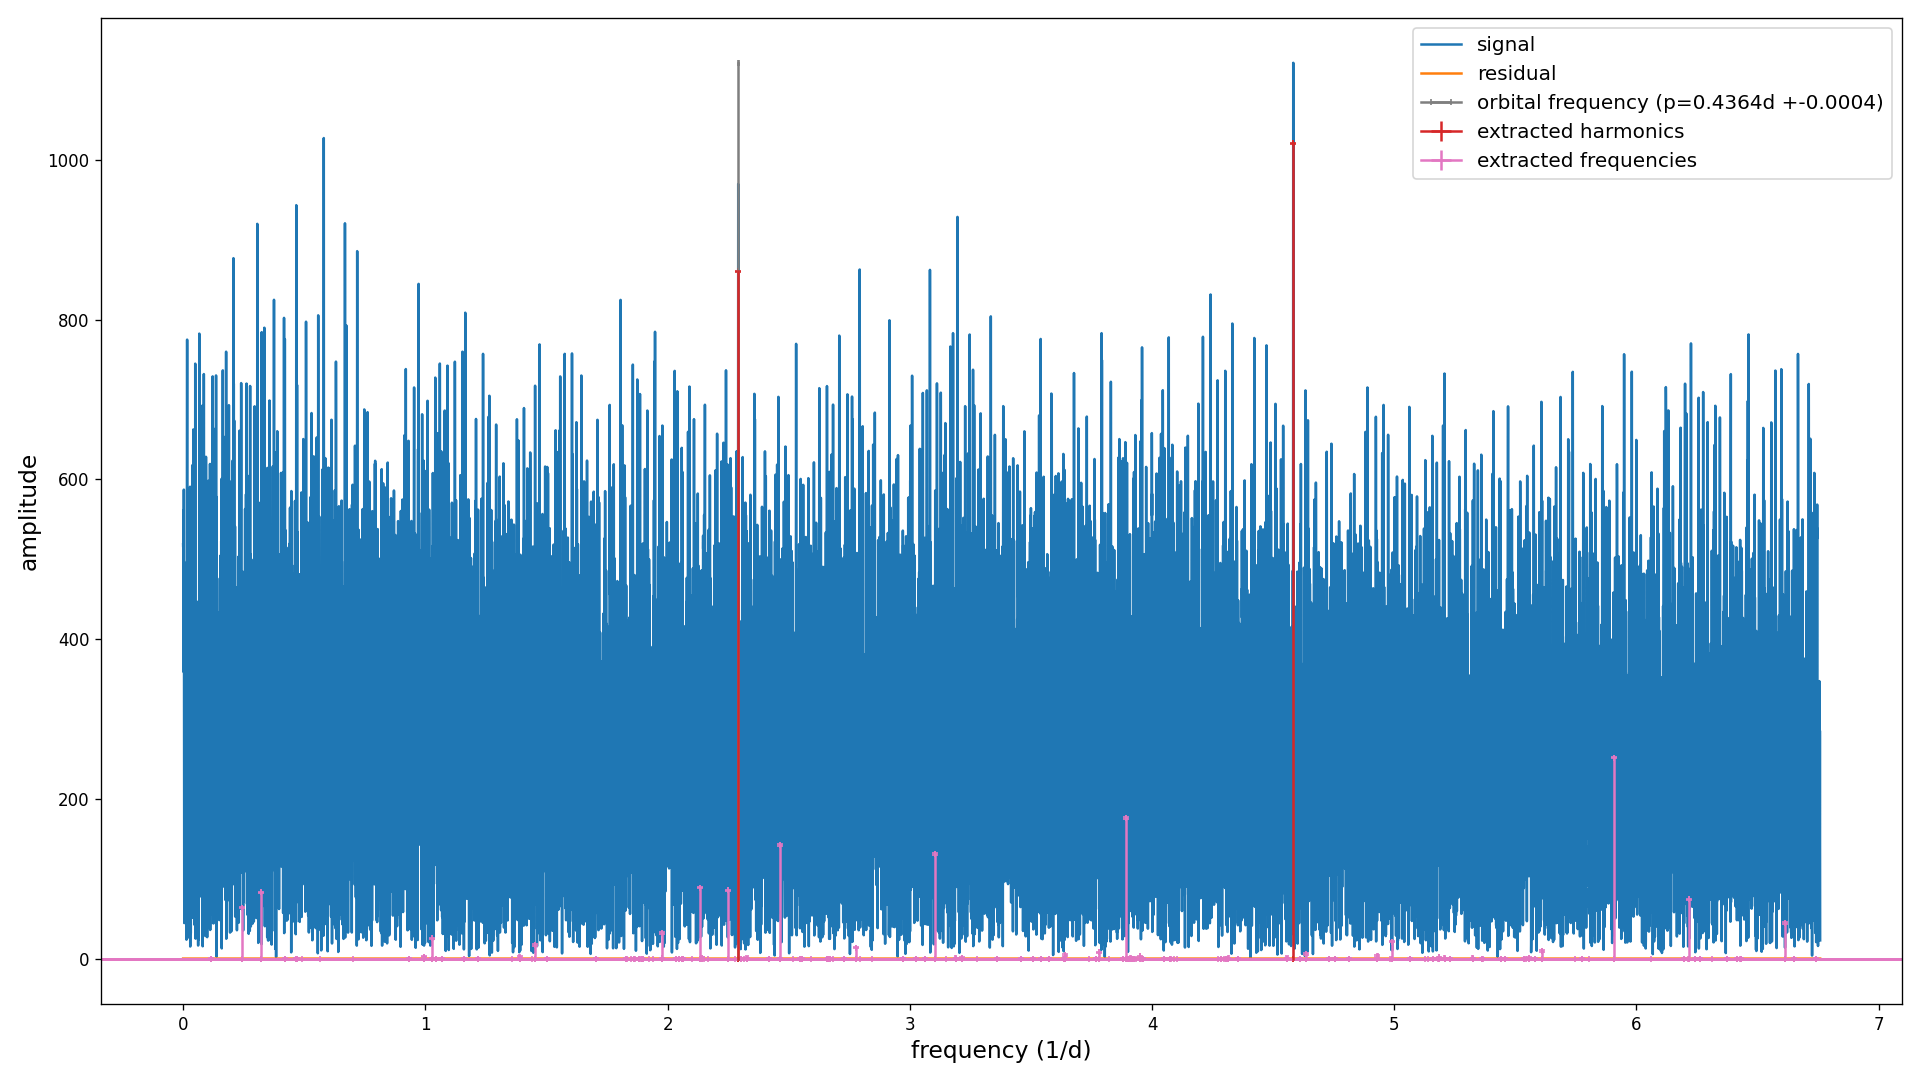 signal
residual
orbital frequency (p=0.4364d +-0.0004)
extracted harmonics
extracted frequencies
amplitude
1000
800
600
400
200
0
0 1 2 3 4 5 6 7
frequency (1/d)